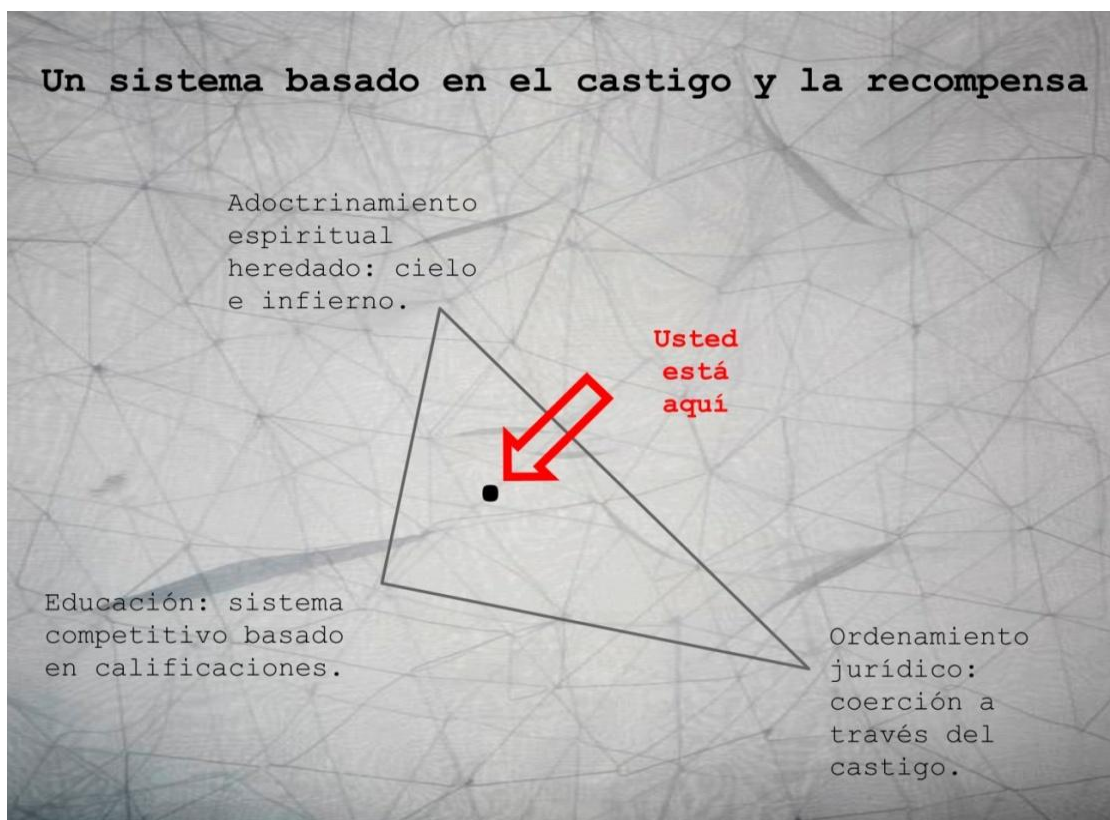 Un sistema basado en el castigo y la recompensa
Adoctrinamiento
espiritual
heredado: cielo
e infierno.
Usted
está
aquí
Educación: sistema
competitivo basado
en calificaciones.
Ordenamiento
jurídico:
coerción a
través del
castigo.